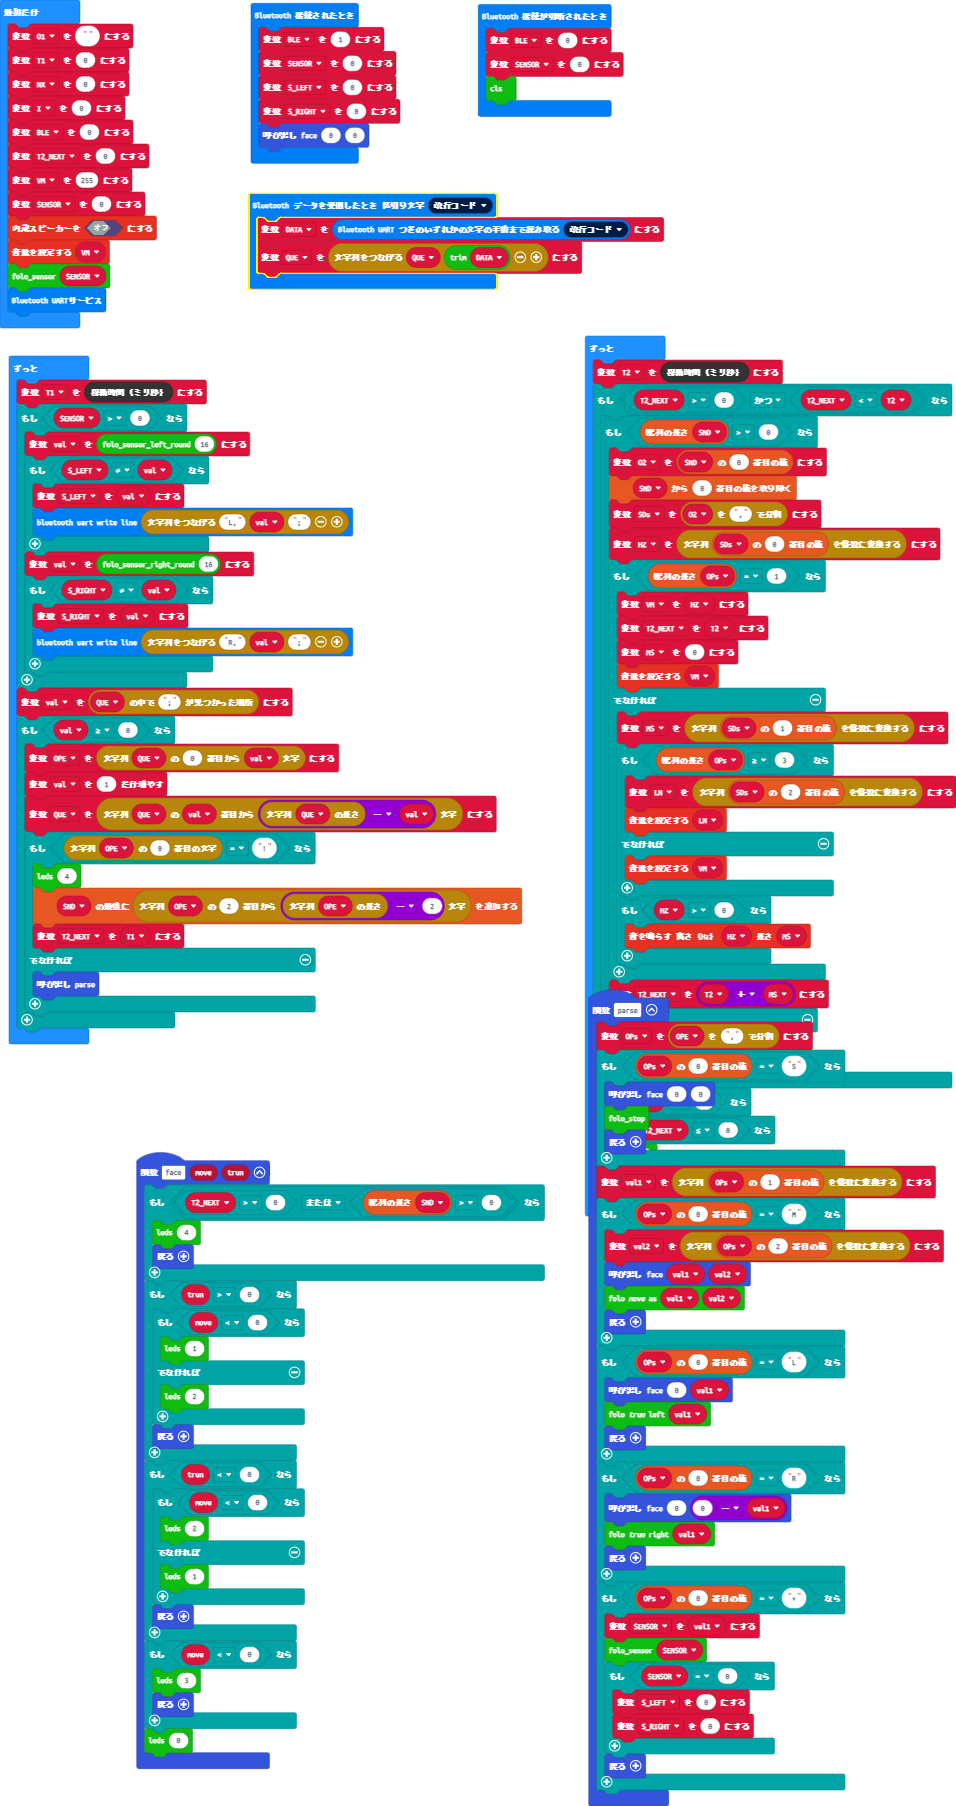 最初だけ
変数 O1 を " " にする
変数 T1 を 0 にする
変数 NX を 0 にする
変数 I を 0 にする
変数 BLE を 0 にする
変数 T2_NEXT を 0 にする
変数 VM を 255 にする
変数 SENSOR を 0 にする
内蔵スピーカーを オフ にする
音量を設定する VM
folo_sensor SENSOR
Bluetooth UARTサービス
Bluetooth 接続されたとき
変数 BLE を 1 にする
変数 SENSOR を 0 にする
変数 S_LEFT を 0 にする
変数 S_RIGHT を 0 にする
呼び出し face 0 0
Bluetooth 接続が切断されたとき
変数 BLE を 0 にする
変数 SENSOR を 0 にする
cls
Bluetooth データを受信したとき 区切り文字 改行コード
変数 DATA を Bluetooth UART つぎのいずれかの文字の手前まで読み取る 改行コード にする
変数 QUE を 文字列をつなげる QUE trim DATA にする
ずっと
変数 T1 を 稼働時間（ミリ秒） にする
もし SENSOR > 0 なら
変数 val を folo_sensor_left_round 16 にする
もし S_LEFT ≠ val なら
変数 S_LEFT を val にする
bluetooth uart write line 文字列をつなげる "L," val ";"
変数 val を folo_sensor_right_round 16 にする
もし S_RIGHT ≠ val なら
変数 S_RIGHT を val にする
bluetooth uart write line 文字列をつなげる "R," val ";"
変数 val を QUE の中で ";" が見つかった場所 にする
もし val ≥ 0 なら
変数 OPE を 文字列 QUE の 0 番目から val 文字 にする
変数 val を 1 だけ増やす
変数 QUE を 文字列 QUE の val 番目から 文字列 QUE の長さ - val 文字 にする
もし 文字列 OPE の 0 番目の文字 = "!" なら
leds 4
SND の最後に 文字列 OPE の 2 番目から 文字列 OPE の長さ - 2 文字 を追加する
変数 T2_NEXT を T1 にする
でなければ
呼び出し parse
ずっと
変数 T2 を 稼働時間（ミリ秒） にする
もし T2_NEXT > 0 かつ T2_NEXT < T2 なら
もし 配列の長さ SND > 0 なら
変数 O2 を SND の 0 番目の値 にする
SND から 0 番目の値を取り除く
変数 SDs を O2 を "," で分割 にする
変数 HZ を 文字列 SDs の 0 番目の値 を整数に変換する にする
もし 配列の長さ OPs = 1 なら
変数 VM を HZ にする
変数 T2_NEXT を T2 にする
変数 MS を 0 にする
音量を設定する VM
でなければ
変数 MS を 文字列 SDs の 1 番目の値 を整数に変換する にする
もし 配列の長さ OPs ≥ 3 なら
変数 LN を 文字列 SDs の 2 番目の値 を整数に変換する にする
音量を設定する LN
でなければ
音量を設定する VM
もし HZ > 0 なら
音を鳴らす 高さ (Hz) HZ 長さ MS
T2_NEXT を T2 + MS にする
なら
T2_NEXT ≤ 0 なら
関数 parse
変数 OPs を OPE を "," で分割 にする
もし OPs の 0 番目の値 = "S"
呼び出し face 0 0
folo_stop
戻る
変数 val1 を 文字列 OPs の 1 番目の値 を整数に変換する にする
もし OPs の 0 番目の値 = "M" なら
変数 val2 を 文字列 OPs の 2 番目の値 を整数に変換する にする
呼び出し face val1 val2
folo move as val1 val2
戻る
もし OPs の 0 番目の値 = "L" なら
呼び出し face 0 val1
folo trun left val1
戻る
もし OPs の 0 番目の値 = "R" なら
呼び出し face 0 0 - val1
folo trun right val1
戻る
もし OPs の 0 番目の値 = "+" なら
変数 SENSOR を val1 にする
folo_sensor SENSOR
もし SENSOR = 0 なら
変数 S_LEFT を 0 にする
変数 S_RIGHT を 0 にする
戻る
関数 face move trun
もし T2_NEXT > 0 または 配列の長さ SND > 0 なら
leds 4
戻る
もし trun > 0 なら
もし move < 0 なら
leds 1
でなければ
leds 2
戻る
もし trun < 0 なら
もし move < 0 なら
leds 2
でなければ
leds 1
戻る
もし move < 0 なら
leds 3
戻る
leds 0